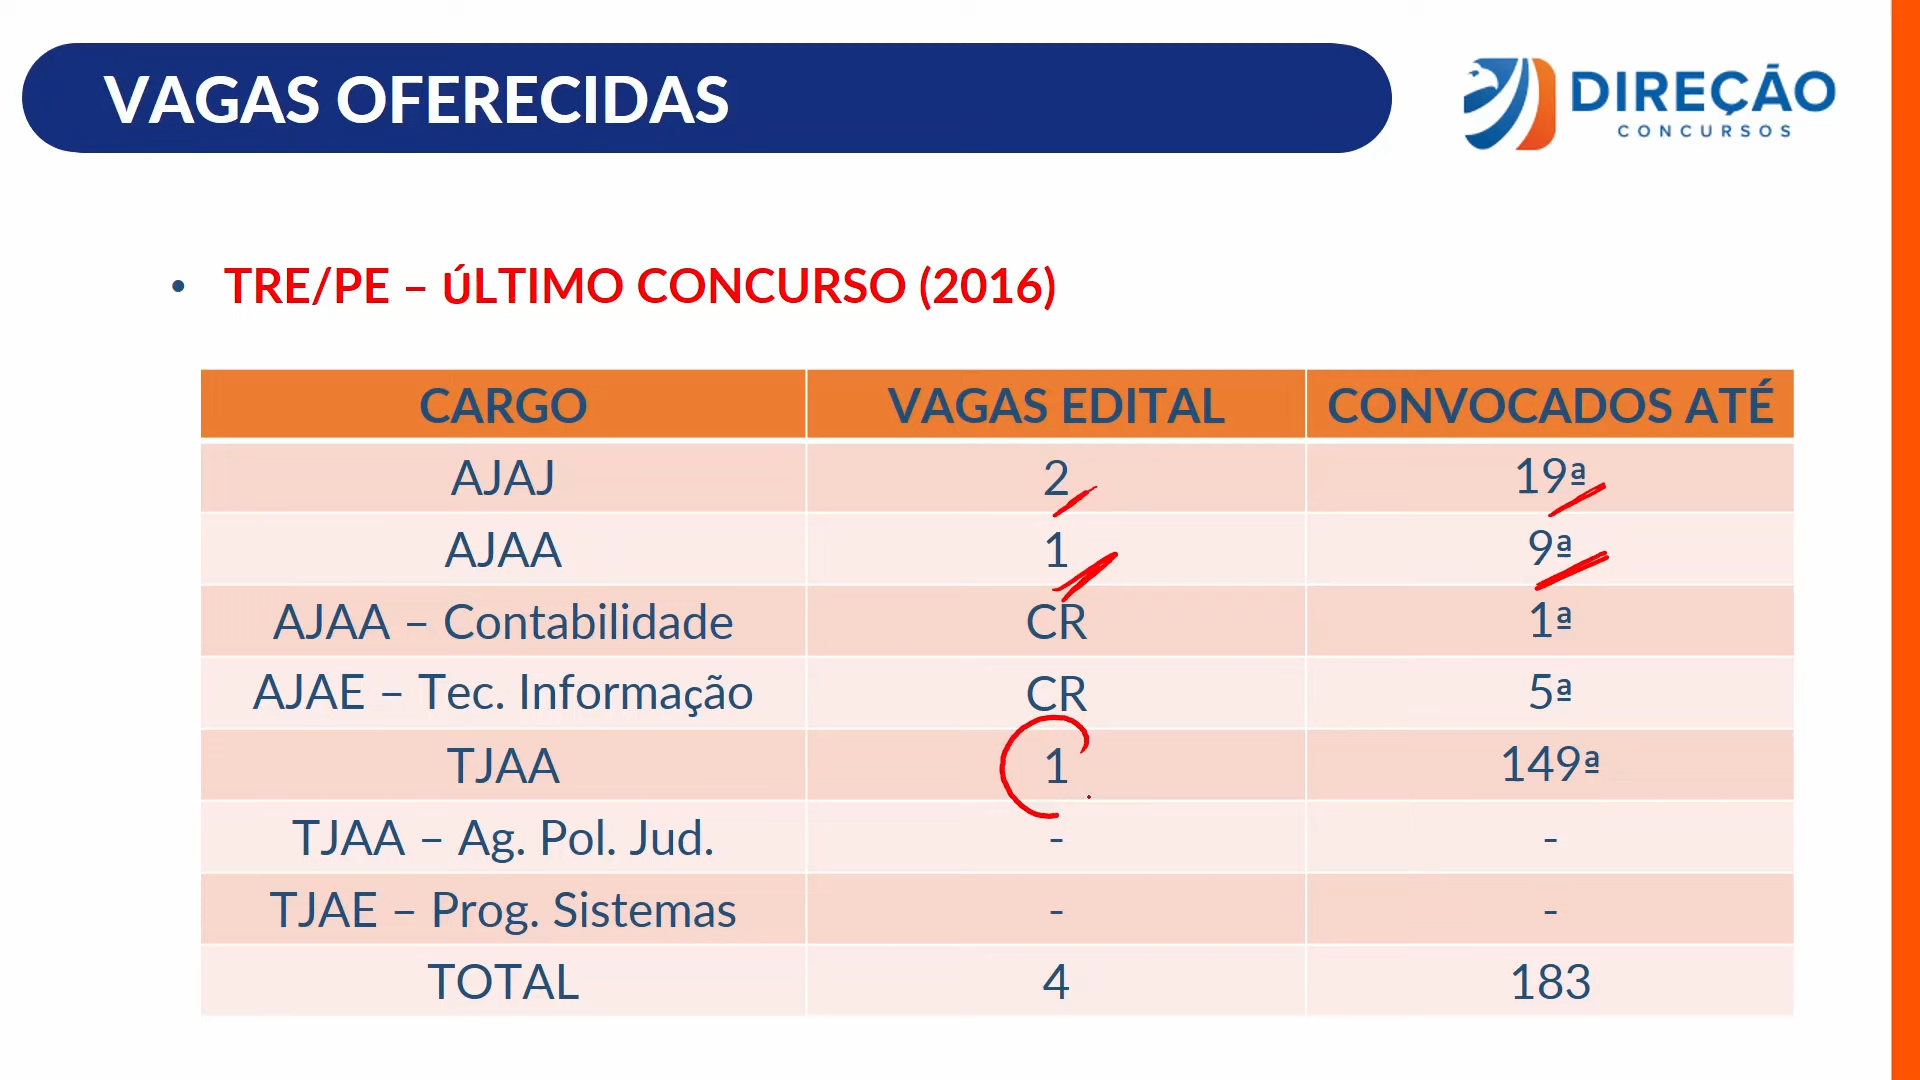 VAGAS OFERECIDAS
DIREÇÃO
CONCURSOS
• TRE/PE – ÚLTIMO CONCURSO (2016)
CARGO VAGAS EDITAL CONVOCADOS ATÉ
AJAJ 2 19ª
AJAA 1 9ª
AJAA – Contabilidade CR 1ª
AJAE – Tec. Informação CR 5ª
TJAA 1 149ª
TJAA – Ag. Pol. Jud. - -
TJAE – Prog. Sistemas - -
TOTAL 4 183